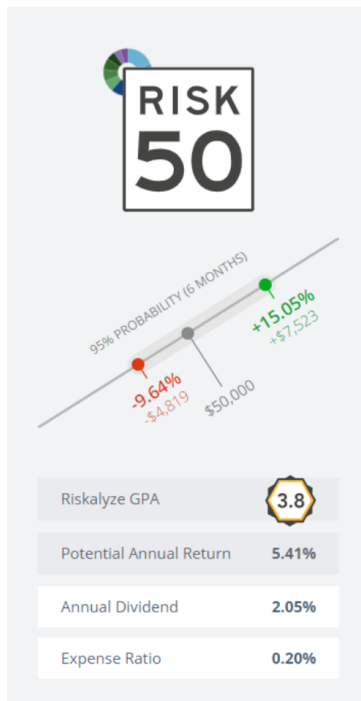 RISK
50
95% PROBABILITY (6 MONTHS)
+15.05%
+$7,523
-9.64%
-$4,819
$50,000
Riskalyze GPA 3.8
Potential Annual Return 5.41%
Annual Dividend 2.05%
Expense Ratio 0.20%